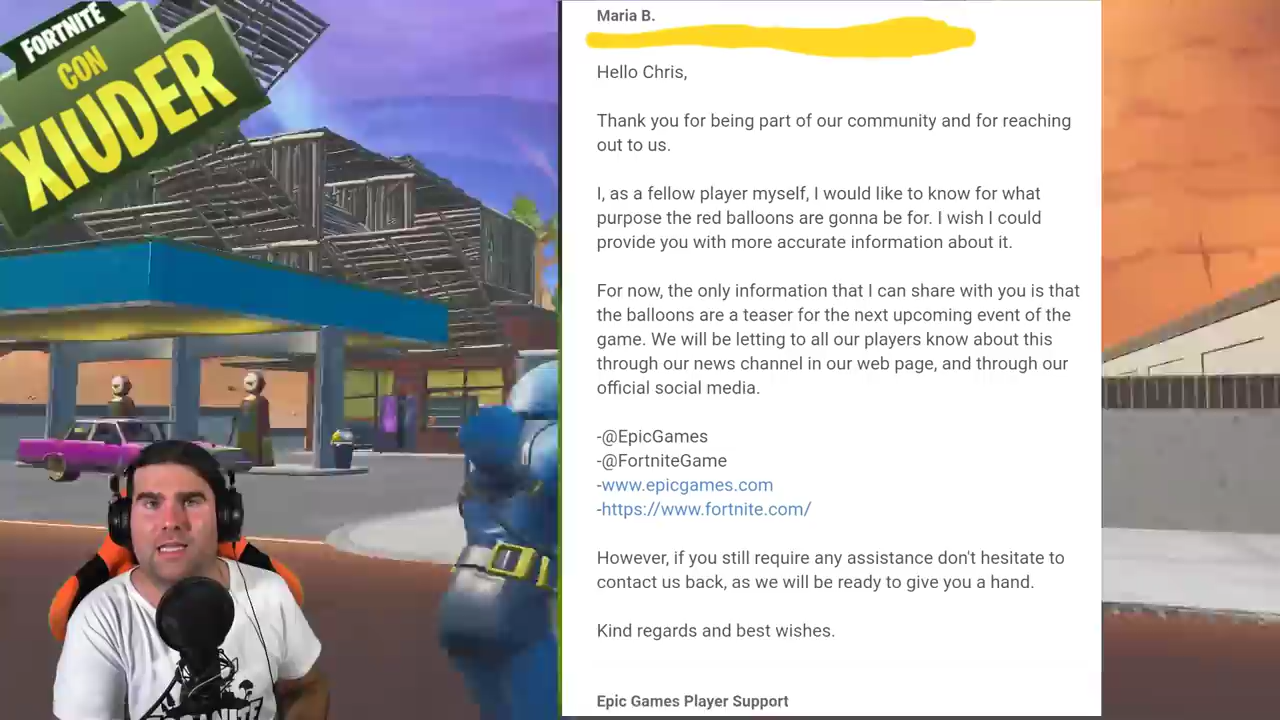 FORTNITE
CON
XIUDER
Maria B.
Hello Chris,
Thank you for being part of our community and for reaching
out to us.
I, as a fellow player myself, I would like to know for what
purpose the red balloons are gonna be for. I wish I could
provide you with more accurate information about it.
For now, the only information that I can share with you is that
the balloons are a teaser for the next upcoming event of the
game. We will be letting to all our players know about this
through our news channel in our web page, and through our
official social media.
-@EpicGames
-@FortniteGame
-www.epicgames.com
-https://www.fortnite.com/
However, if you still require any assistance don't hesitate to
contact us back, as we will be ready to give you a hand.
Kind regards and best wishes.
Epic Games Player Support